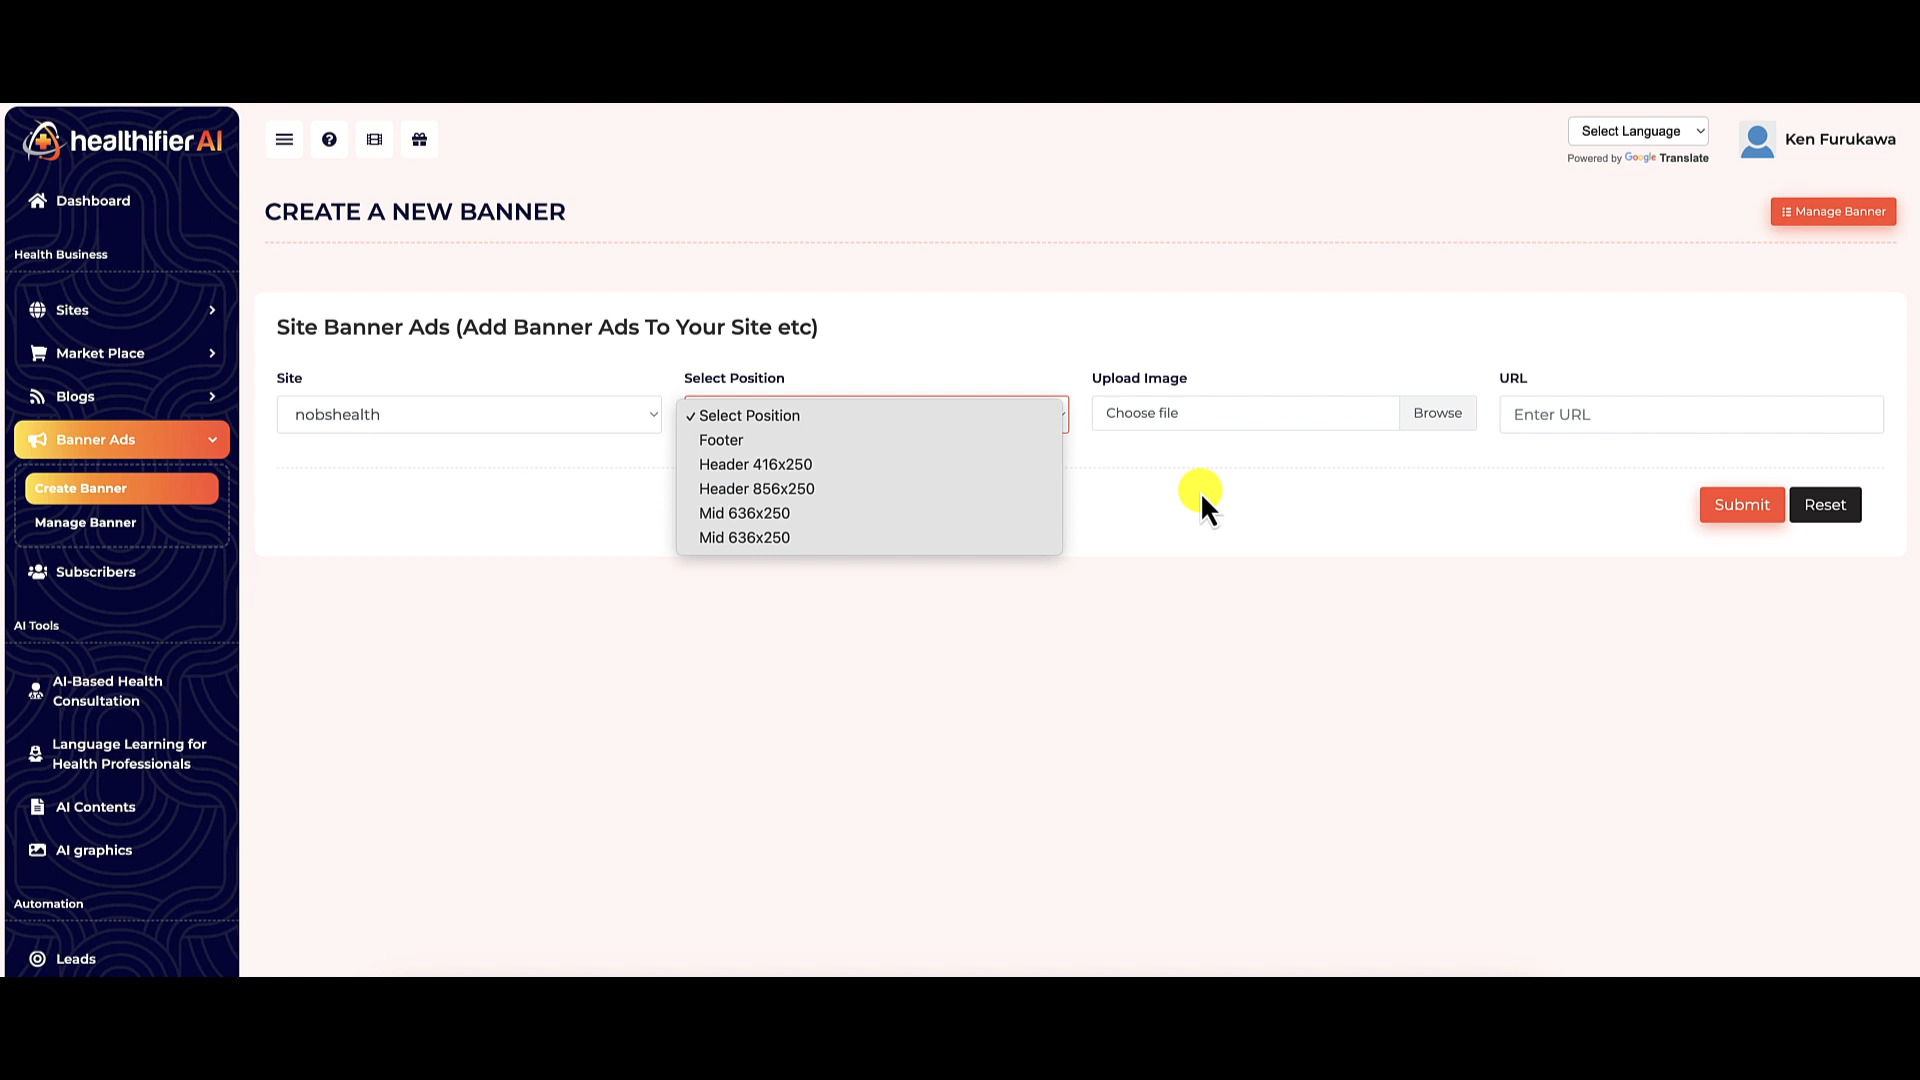 healthifier AI
Select Language
Powered by Google Translate
Ken Furukawa
Dashboard
CREATE A NEW BANNER
Manage Banner
Health Business
Sites
Market Place
Blogs
Banner Ads
Create Banner
Manage Banner
Subscribers
AI Tools
AI-Based Health
Consultation
Language Learning for
Health Professionals
AI Contents
AI graphics
Automation
Leads
Site Banner Ads (Add Banner Ads To Your Site etc)
Site
nobshealth
Select Position
✓ Select Position
Footer
Header 416x250
Header 856x250
Mid 636x250
Mid 636x250
Upload Image
Choose file
Browse
URL
Enter URL
Submit
Reset